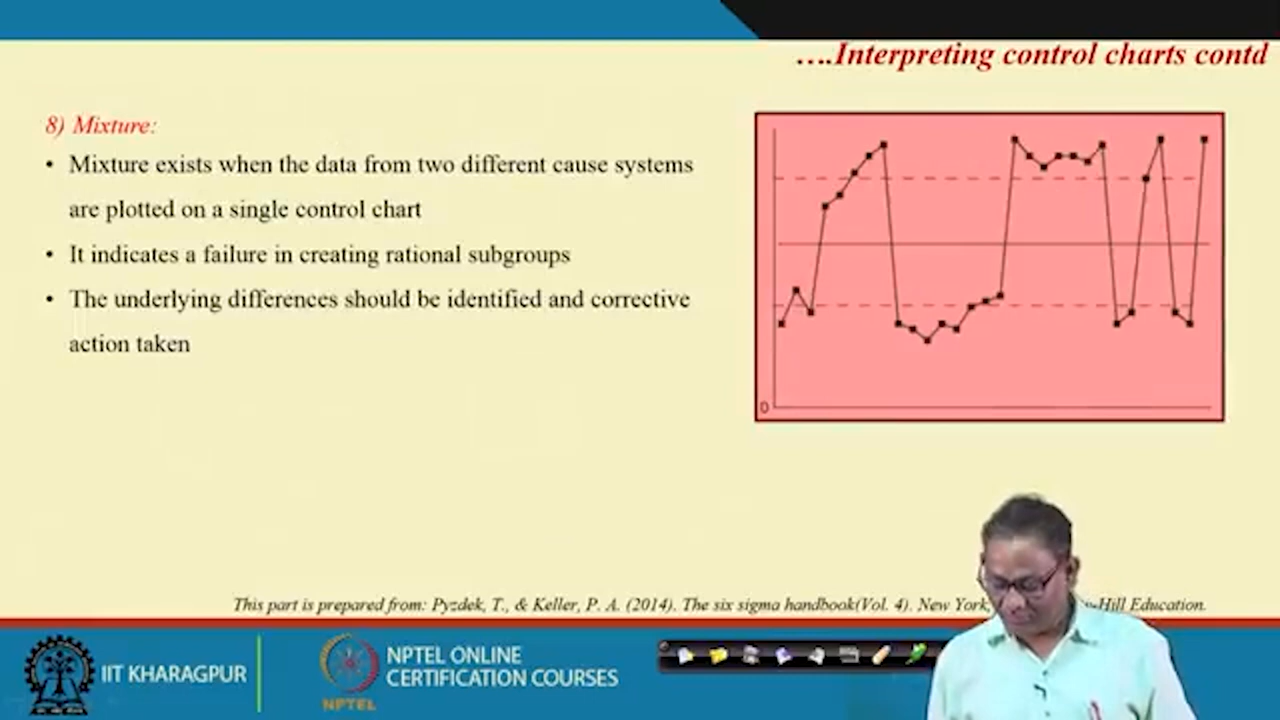 ….Interpreting control charts contd
8) Mixture:
• Mixture exists when the data from two different cause systems
are plotted on a single control chart
• It indicates a failure in creating rational subgroups
• The underlying differences should be identified and corrective
action taken
0
This part is prepared from: Pyzdek, T., & Keller, P. A. (2014). The six sigma handbook(Vol. 4). New York, Hill Education.
IIT KHARAGPUR
NPTEL
NPTEL ONLINE
CERTIFICATION COURSES